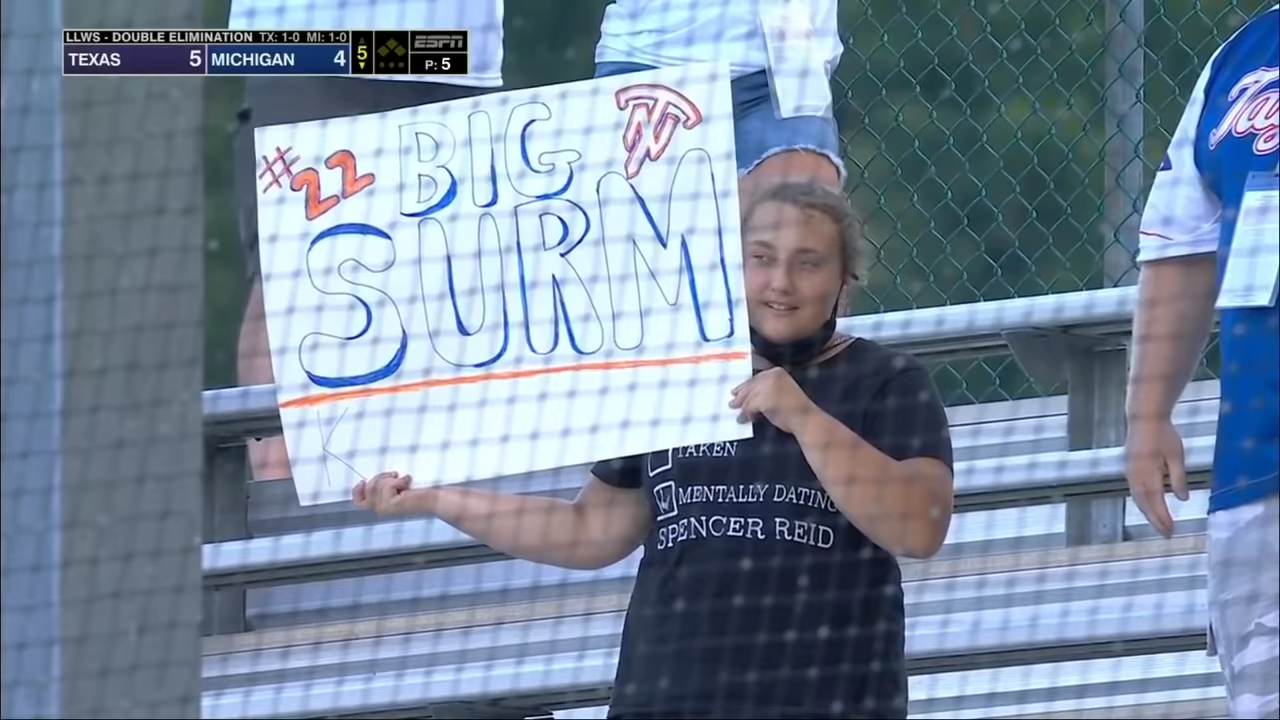 LLWS - DOUBLE ELIMINATION TX: 1-0 MI: 1-0
TEXAS 5 MICHIGAN 4 5 ESPN P: 5
#22 BIG
SURM
K
TAKEN
MENTALLY DATING
SPENCER REID